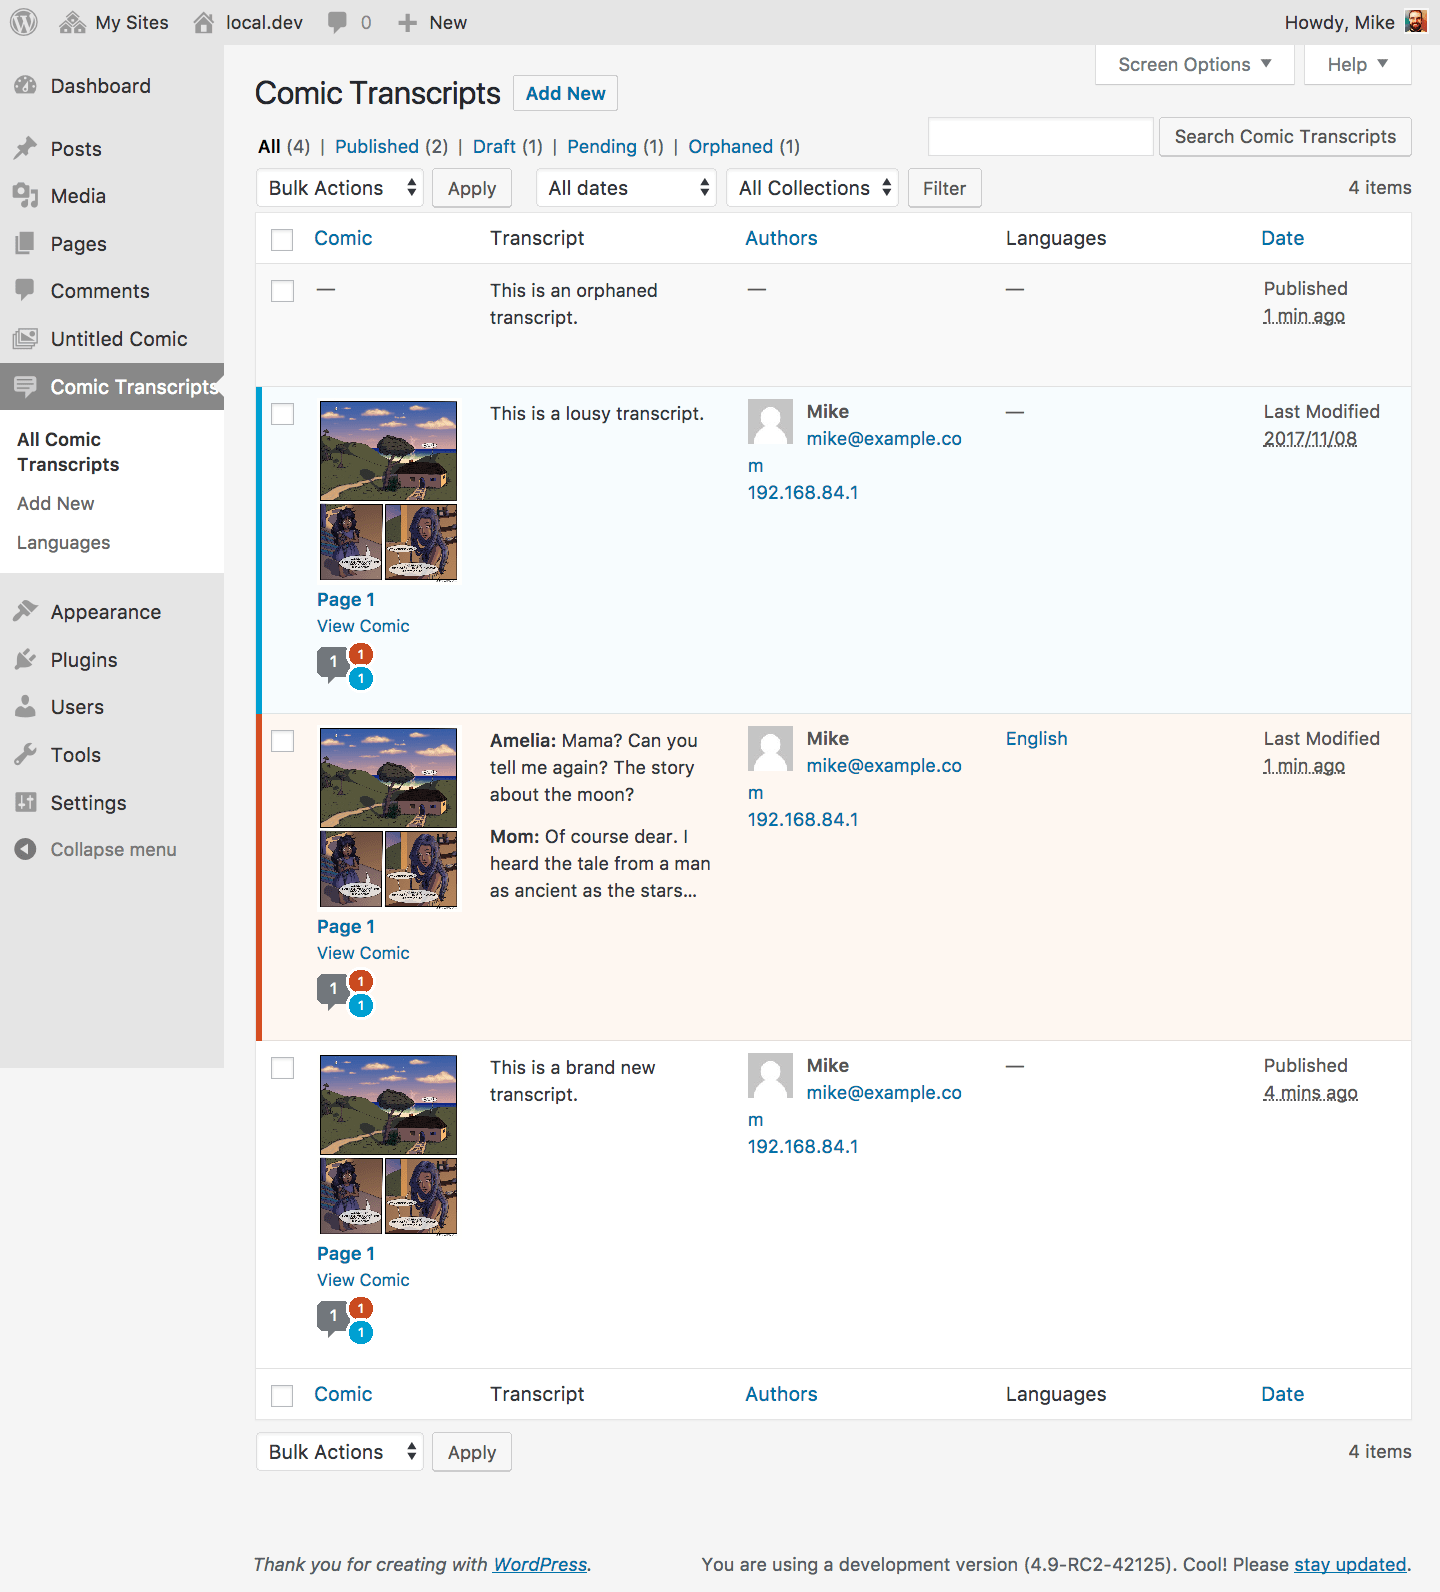 My Sites local.dev 0 New Howdy, Mike
Screen Options Help
Dashboard
Posts
Media
Pages
Comments
Untitled Comic
Comic Transcripts
All Comic
Transcripts
Add New
Languages
Appearance
Plugins
Users
Tools
Settings
Collapse menu
Comic Transcripts Add New
All (4) | Published (2) | Draft (1) | Pending (1) | Orphaned (1)
Search Comic Transcripts
Bulk Actions Apply All dates All Collections Filter 4 items
Comic Transcript Authors Languages Date
— This is an orphaned — — Published
transcript. 1 min ago
This is a lousy transcript. Mike — Last Modified
mike@example.co 2017/11/08
m
192.168.84.1
Page 1
View Comic
1 1
1
Amelia: Mama? Can you Mike English Last Modified
tell me again? The story mike@example.co 1 min ago
about the moon? m
192.168.84.1
Mom: Of course dear. I
heard the tale from a man
as ancient as the stars...
Page 1
View Comic
1 1
1
This is a brand new Mike — Published
transcript. mike@example.co 4 mins ago
m
192.168.84.1
Page 1
View Comic
1 1
1
Comic Transcript Authors Languages Date
Bulk Actions Apply 4 items
Thank you for creating with WordPress. You are using a development version (4.9-RC2-42125). Cool! Please stay updated.